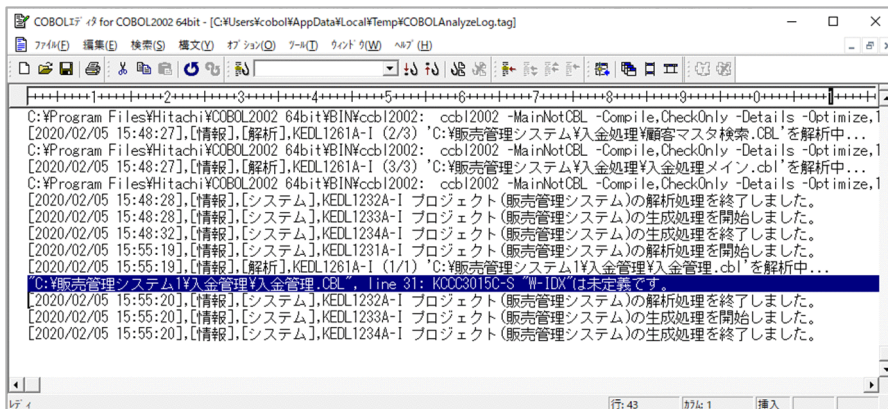 COBOLｴﾃﾞｨﾀ for COBOL2002 64bit - [C:¥Users¥cobol¥AppData¥Local¥Temp¥COBOLAnalyzeLog.tag]
ﾌｧｲﾙ(F) 編集(E) 検索(S) 構文(Y) ｵﾌﾟｼｮﾝ(O) ﾂｰﾙ(T) ｳｨﾝﾄﾞｳ(W) ﾍﾙﾌﾟ(H)
1 2 3 4 5 6 7 8 9 0 1
C:¥Program Files¥Hitachi¥COBOL2002 64bit¥BIN¥ccbl2002: ccbl2002 -MainNotCBL -Compile,CheckOnly -Details -Optimize,1
[2020/02/05 15:48:27],[情報],[解析],KEDL1261A-I (2/3) 'C:¥販売管理システム¥入金処理¥顧客マスタ検索.CBL'を解析中...
C:¥Program Files¥Hitachi¥COBOL2002 64bit¥BIN¥ccbl2002: ccbl2002 -MainNotCBL -Compile,CheckOnly -Details -Optimize,1
[2020/02/05 15:48:27],[情報],[解析],KEDL1261A-I (3/3) 'C:¥販売管理システム¥入金処理¥入金処理メイン.cbl'を解析中...
C:¥Program Files¥Hitachi¥COBOL2002 64bit¥BIN¥ccbl2002: ccbl2002 -MainNotCBL -Compile,CheckOnly -Details -Optimize,1
[2020/02/05 15:48:28],[情報],[システム],KEDL1232A-I プロジェクト(販売管理システム)の解析処理を終了しました。
[2020/02/05 15:48:28],[情報],[システム],KEDL1233A-I プロジェクト(販売管理システム)の生成処理を開始しました。
[2020/02/05 15:48:32],[情報],[システム],KEDL1234A-I プロジェクト(販売管理システム)の生成処理を終了しました。
[2020/02/05 15:55:19],[情報],[システム],KEDL1231A-I プロジェクト(販売管理システム)の解析処理を開始しました。
[2020/02/05 15:55:19],[情報],[解析],KEDL1261A-I (1/1) 'C:¥販売管理システム1¥入金管理¥入金管理.cbl'を解析中...
"C:¥販売管理システム1¥入金管理¥入金管理.CBL", line 31: KCCC3015C-S "W-IDX"は未定義です。
[2020/02/05 15:55:20],[情報],[システム],KEDL1232A-I プロジェクト(販売管理システム)の解析処理を終了しました。
[2020/02/05 15:55:20],[情報],[システム],KEDL1233A-I プロジェクト(販売管理システム)の生成処理を開始しました。
[2020/02/05 15:55:20],[情報],[システム],KEDL1234A-I プロジェクト(販売管理システム)の生成処理を終了しました。
ﾚﾃﾞｨ 行: 43 ｶﾗﾑ: 1 挿入